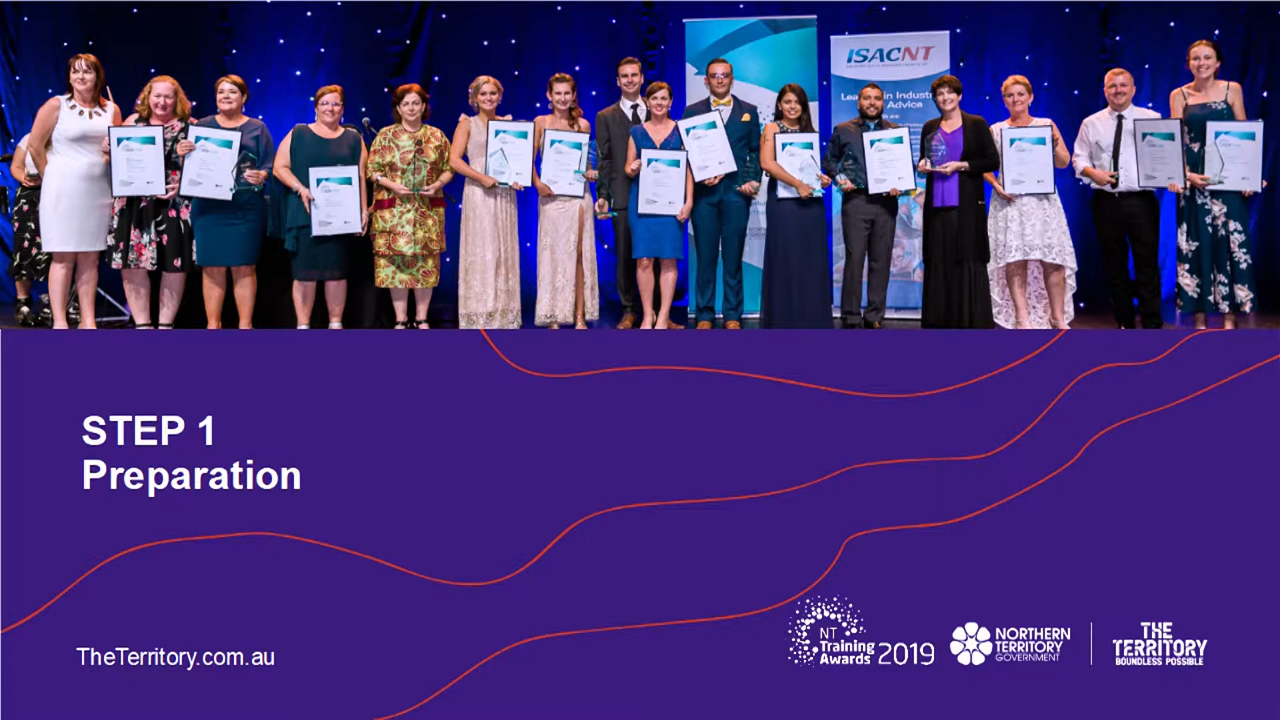 ISACNT
STEP 1
Preparation
TheTerritory.com.au
NT
Training
Awards 2019
NORTHERN
TERRITORY
GOVERNMENT
THE
TERRITORY
BOUNDLESS POSSIBLE